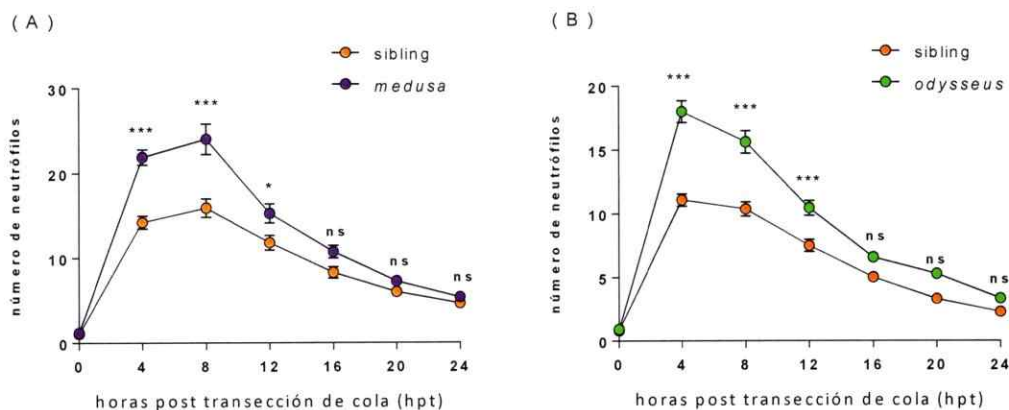 ( A )
sibling
medusa
30
20
10
0
***
***
*
ns
ns
ns
0 4 8 12 16 20 24
número de neutrófilos
horas post transección de cola (hpt)
( B )
sibling
odysseus
20
15
10
5
0
***
***
***
ns
ns
ns
0 4 8 12 16 20 24
número de neutrófilos
horas post transección de cola (hpt)